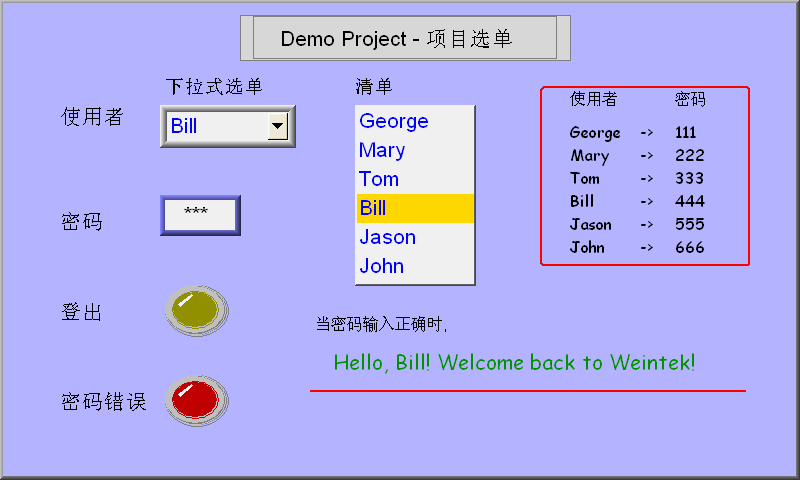 Demo Project - 项目选单
下拉式选单
清单
使用者
Bill
密码
***
登出
密码错误
George
Mary
Tom
Bill
Jason
John
使用者 密码
George -> 111
Mary -> 222
Tom -> 333
Bill -> 444
Jason -> 555
John -> 666
当密码输入正确时,
Hello, Bill! Welcome back to Weintek!